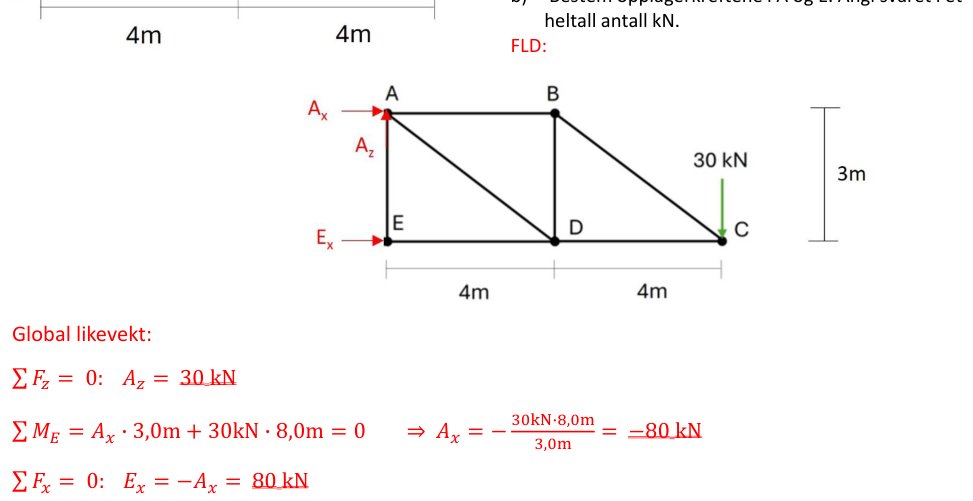 4m 4m
heltall antall kN.
FLD:
A B
Ax
Az
30 kN
3m
E D C
Ex
4m 4m
Global likevekt:
∑ Fz = 0: Az = 30 kN
∑ ME = Ax · 3,0m + 30kN · 8,0m = 0 ⇒ Ax = − 30kN·8,0m / 3,0m = −80 kN
∑ Fx = 0: Ex = −Ax = 80 kN